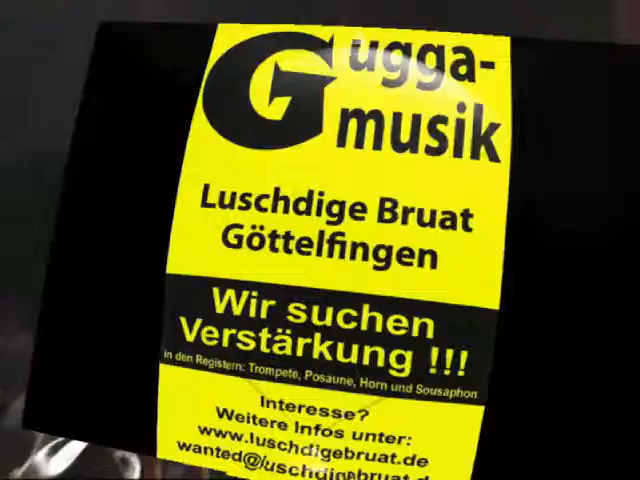 Gugga-
musik
Luschdige Bruat
Göttelfingen
Wir suchen
Verstärkung !!!
in den Registern: Trompete, Posaune, Horn und Sousaphon
Interesse?
Weitere Infos unter:
www.luschdigebruat.de
wanted@luschdigebruat.d